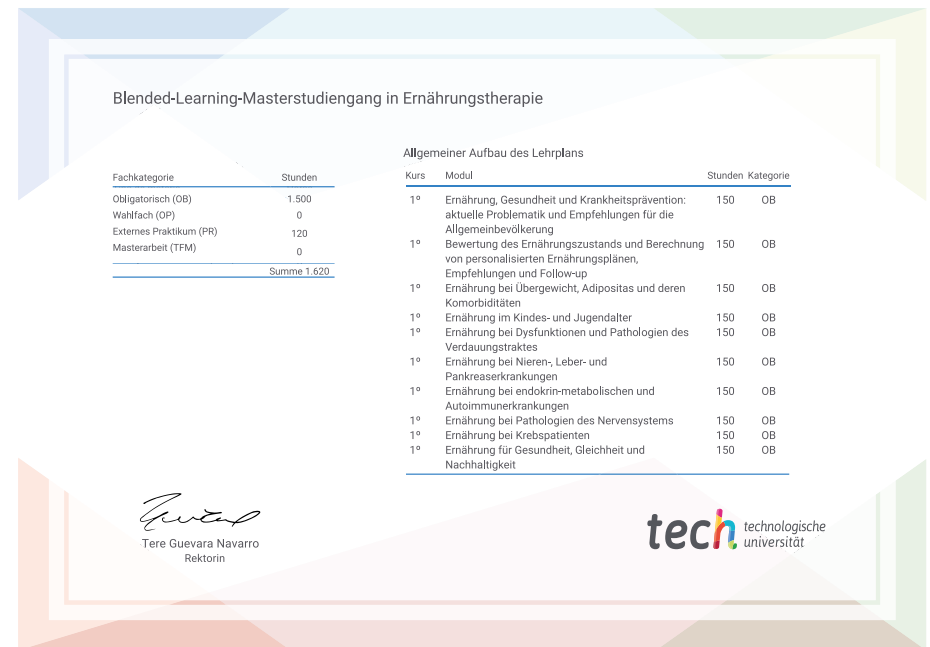 Blended-Learning-Masterstudiengang in Ernährungstherapie
Fachkategorie Stunden
Obligatorisch (OB) 1.500
Wahlfach (OP) 0
Externes Praktikum (PR) 120
Masterarbeit (TFM) 0
Summe 1.620
Allgemeiner Aufbau des Lehrplans
Kurs Modul Stunden Kategorie
1º Ernährung, Gesundheit und Krankheitsprävention: 150 OB
aktuelle Problematik und Empfehlungen für die
Allgemeinbevölkerung
1º Bewertung des Ernährungszustands und Berechnung 150 OB
von personalisierten Ernährungsplänen,
Empfehlungen und Follow-up
1º Ernährung bei Übergewicht, Adipositas und deren 150 OB
Komorbiditäten
1º Ernährung im Kindes- und Jugendalter 150 OB
1º Ernährung bei Dysfunktionen und Pathologien des 150 OB
Verdauungstraktes
1º Ernährung bei Nieren-, Leber- und 150 OB
Pankreaserkrankungen
1º Ernährung bei endokrin-metabolischen und 150 OB
Autoimmunerkrankungen
1º Ernährung bei Pathologien des Nervensystems 150 OB
1º Ernährung bei Krebspatienten 150 OB
1º Ernährung für Gesundheit, Gleichheit und 150 OB
Nachhaltigkeit
Tere Guevara Navarro
Rektorin
tech technologische
universität